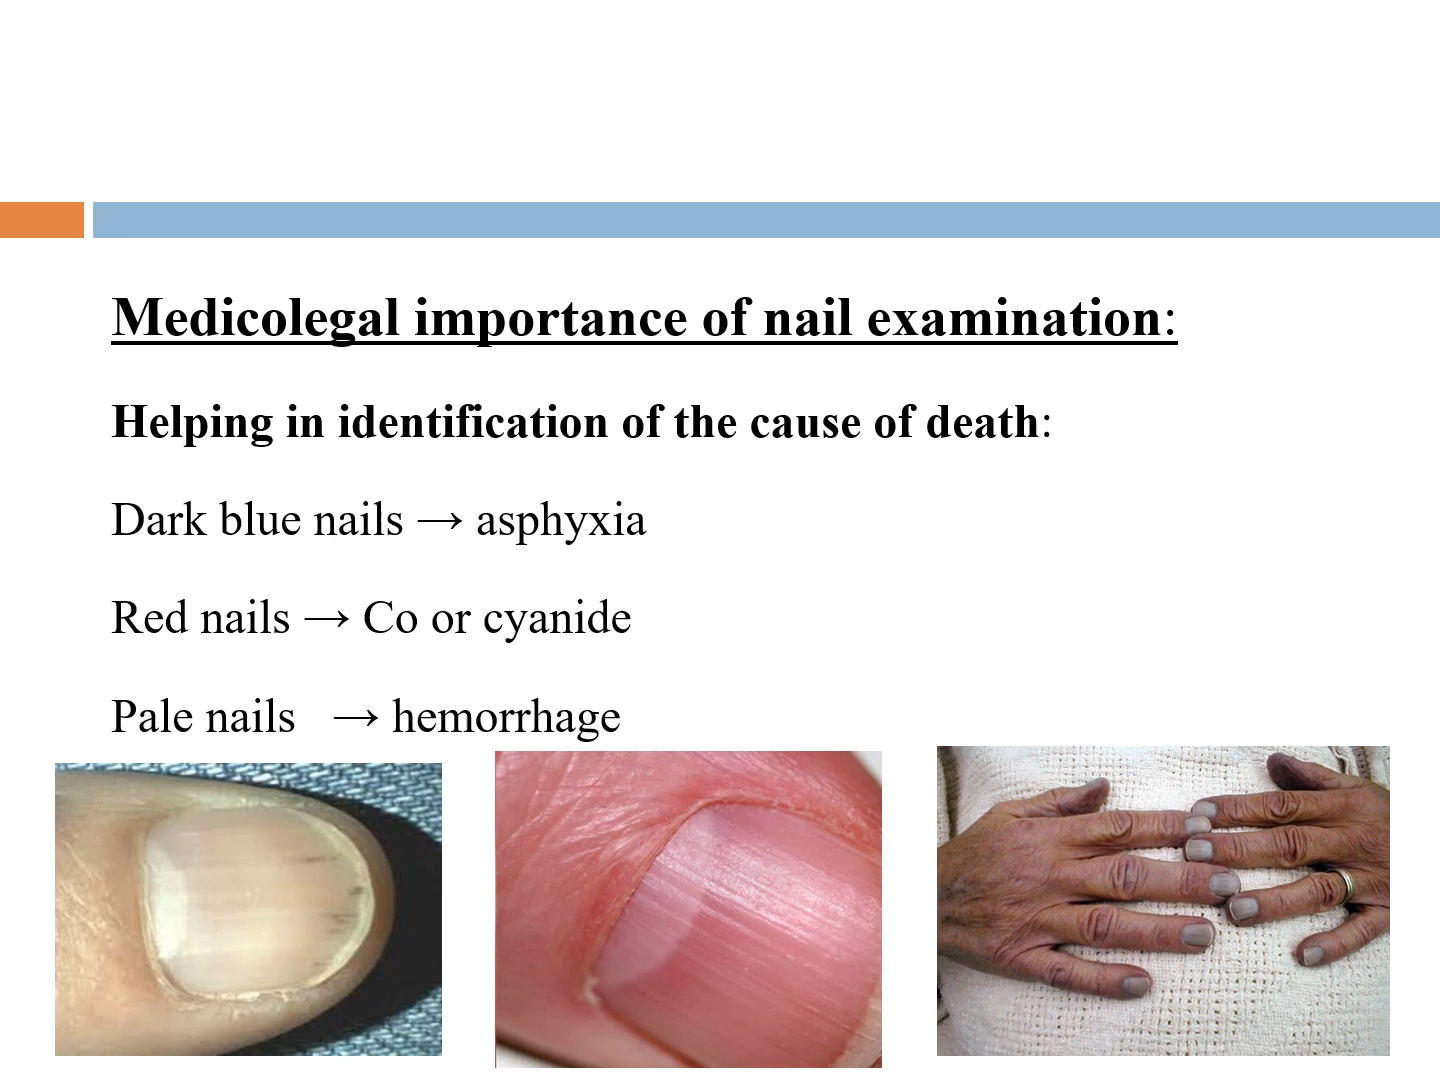 Medicolegal importance of nail examination:
Helping in identification of the cause of death:
Dark blue nails → asphyxia
Red nails → Co or cyanide
Pale nails → hemorrhage